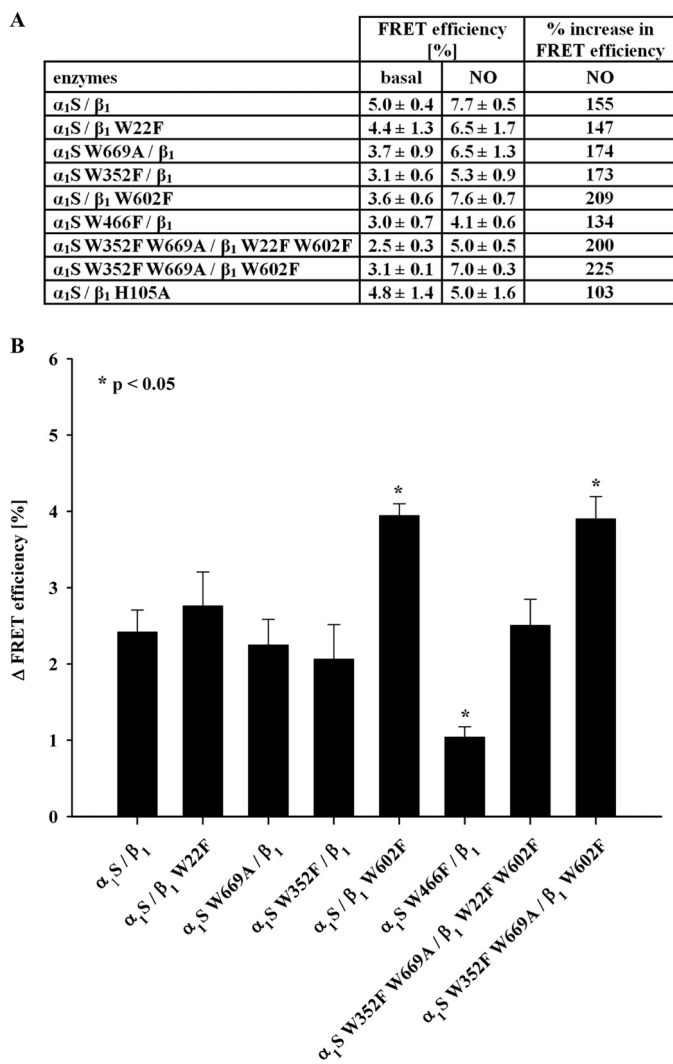 A
FRET efficiency [%] % increase in FRET efficiency
enzymes basal NO NO
α₁S / β₁ 5.0 ± 0.4 7.7 ± 0.5 155
α₁S / β₁ W22F 4.4 ± 1.3 6.5 ± 1.7 147
α₁S W669A / β₁ 3.7 ± 0.9 6.5 ± 1.3 174
α₁S W352F / β₁ 3.1 ± 0.6 5.3 ± 0.9 173
α₁S / β₁ W602F 3.6 ± 0.6 7.6 ± 0.7 209
α₁S W466F / β₁ 3.0 ± 0.7 4.1 ± 0.6 134
α₁S W352F W669A / β₁ W22F W602F 2.5 ± 0.3 5.0 ± 0.5 200
α₁S W352F W669A / β₁ W602F 3.1 ± 0.1 7.0 ± 0.3 225
α₁S / β₁ H105A 4.8 ± 1.4 5.0 ± 1.6 103
B
* p < 0.05
Δ FRET efficiency [%]
6
5
4
3
2
1
0
*
*
*
α₁S / β₁
α₁S / β₁ W22F
α₁S W669A / β₁
α₁S W352F / β₁
α₁S / β₁ W602F
α₁S W466F / β₁
α₁S W352F W669A / β₁ W22F W602F
α₁S W352F W669A / β₁ W602F